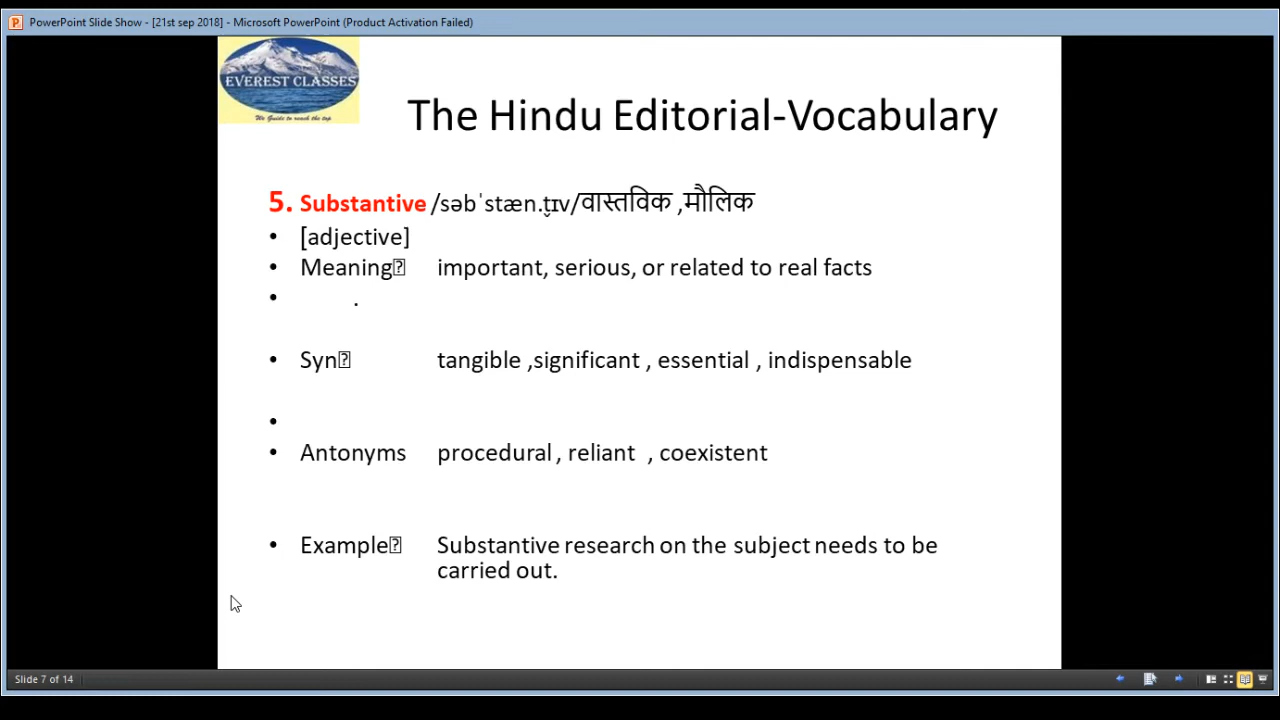 PowerPoint Slide Show - [21st sep 2018] - Microsoft PowerPoint (Product Activation Failed)
EVEREST CLASSES
We Guide to reach the top
The Hindu Editorial-Vocabulary
5. Substantive /səbˈstæn.t̬ɪv/वास्तविक ,मौलिक
• [adjective]
• Meaning important, serious, or related to real facts
• .
• Syn tangible ,significant , essential , indispensable
•
• Antonyms procedural , reliant , coexistent
• Example Substantive research on the subject needs to be
carried out.
Slide 7 of 14